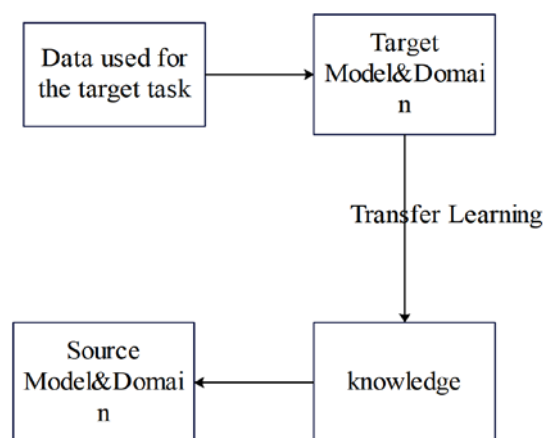 Data used for
the target task
Target
Model&Domai
n
Transfer Learning
Source
Model&Domai
n
knowledge